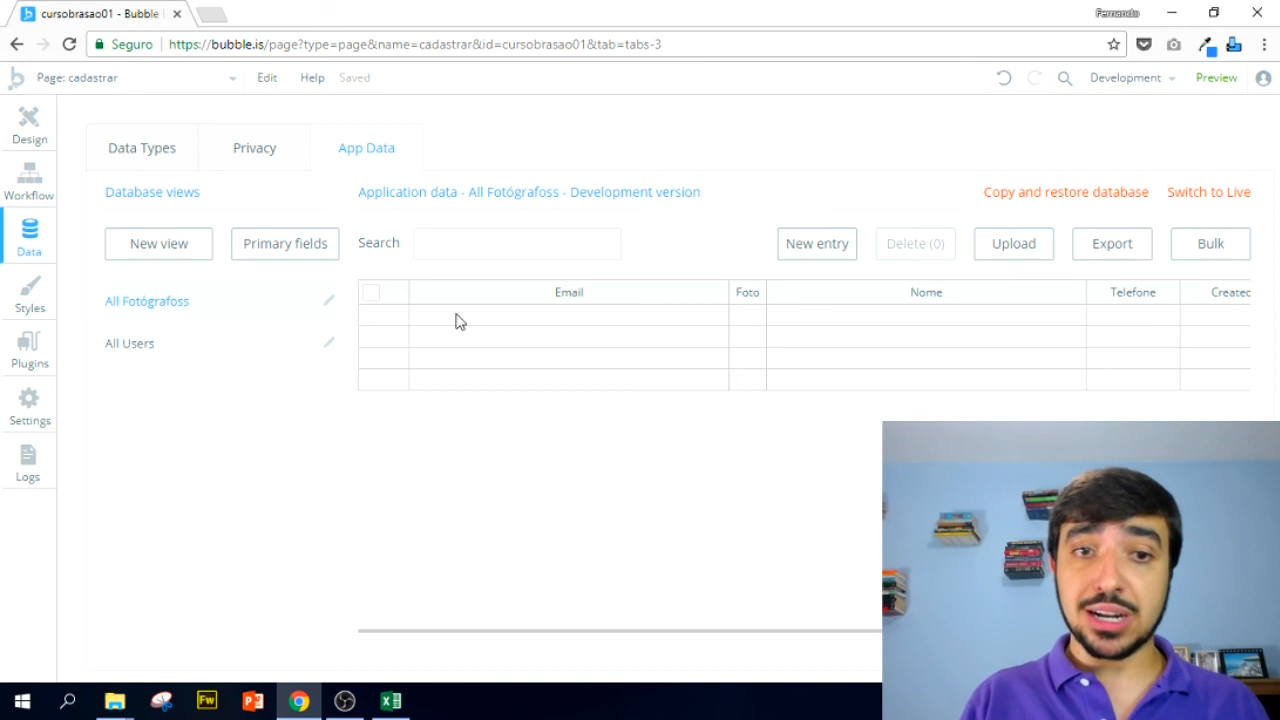 cursobrasao01 - Bubble
Fernando
Seguro
https://bubble.is/page?type=page&name=cadastrar&id=cursobrasao01&tab=tabs-3
Page: cadastrar
Edit
Help
Saved
Development
Preview
Design
Workflow
Data
Styles
Plugins
Settings
Logs
Data Types
Privacy
App Data
Database views
Application data - All Fotógrafoss - Development version
Copy and restore database
Switch to Live
New view
Primary fields
Search
New entry
Delete (0)
Upload
Export
Bulk
All Fotógrafoss
All Users
Email
Foto
Nome
Telefone
Created
Fw